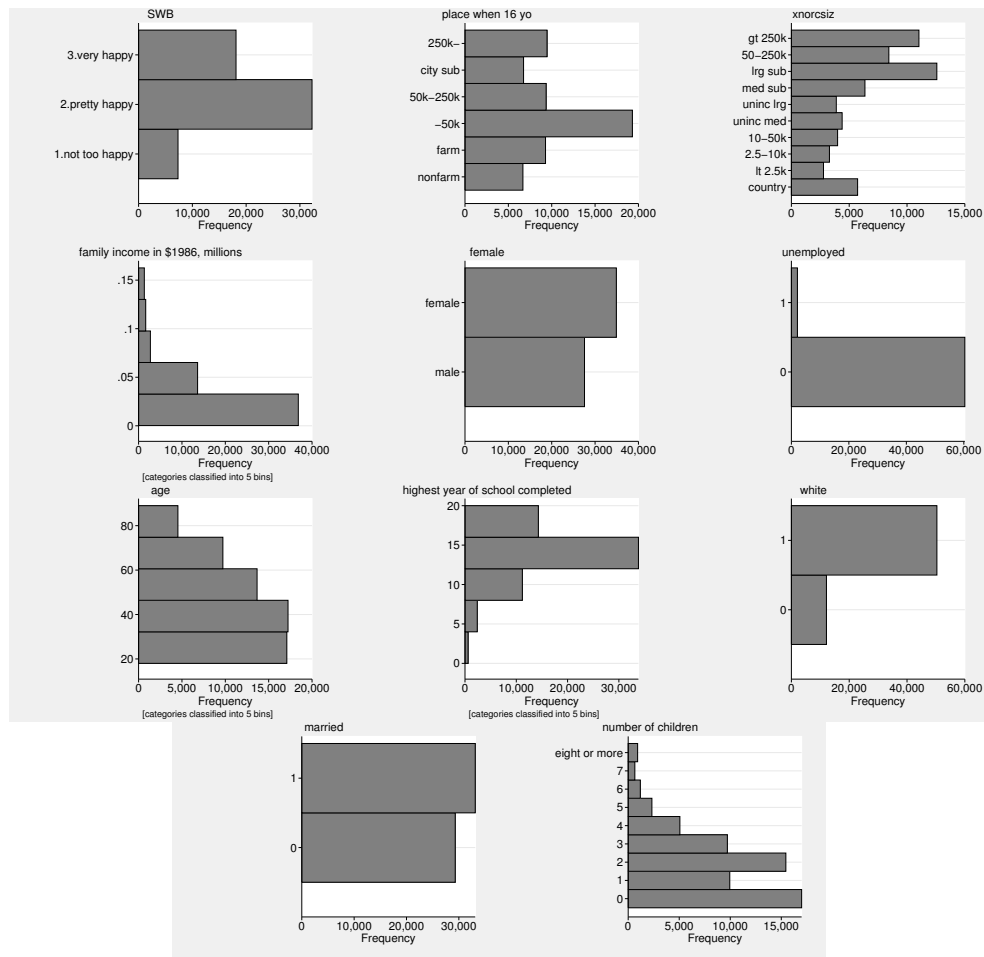 SWB
3.very happy
2.pretty happy
1.not too happy
0 10,000 20,000 30,000
Frequency
place when 16 yo
250k−
city sub
50k−250k
−50k
farm
nonfarm
0 5,000 10,000 15,000 20,000
Frequency
xnorcsiz
gt 250k
50−250k
lrg sub
med sub
uninc lrg
uninc med
10−50k
2.5−10k
lt 2.5k
country
0 5,000 10,000 15,000
Frequency
family income in $1986, millions
.15
.1
.05
0
0 10,000 20,000 30,000 40,000
Frequency
[categories classified into 5 bins]
female
female
male
0 10,000 20,000 30,000 40,000
Frequency
unemployed
1
0
0 20,000 40,000 60,000
Frequency
age
80
60
40
20
0 5,000 10,000 15,000 20,000
Frequency
[categories classified into 5 bins]
highest year of school completed
20
15
10
5
0
0 10,000 20,000 30,000
Frequency
[categories classified into 5 bins]
white
1
0
0 20,000 40,000 60,000
Frequency
married
1
0
0 10,000 20,000 30,000
Frequency
number of children
eight or more
7
6
5
4
3
2
1
0
0 5,000 10,000 15,000
Frequency